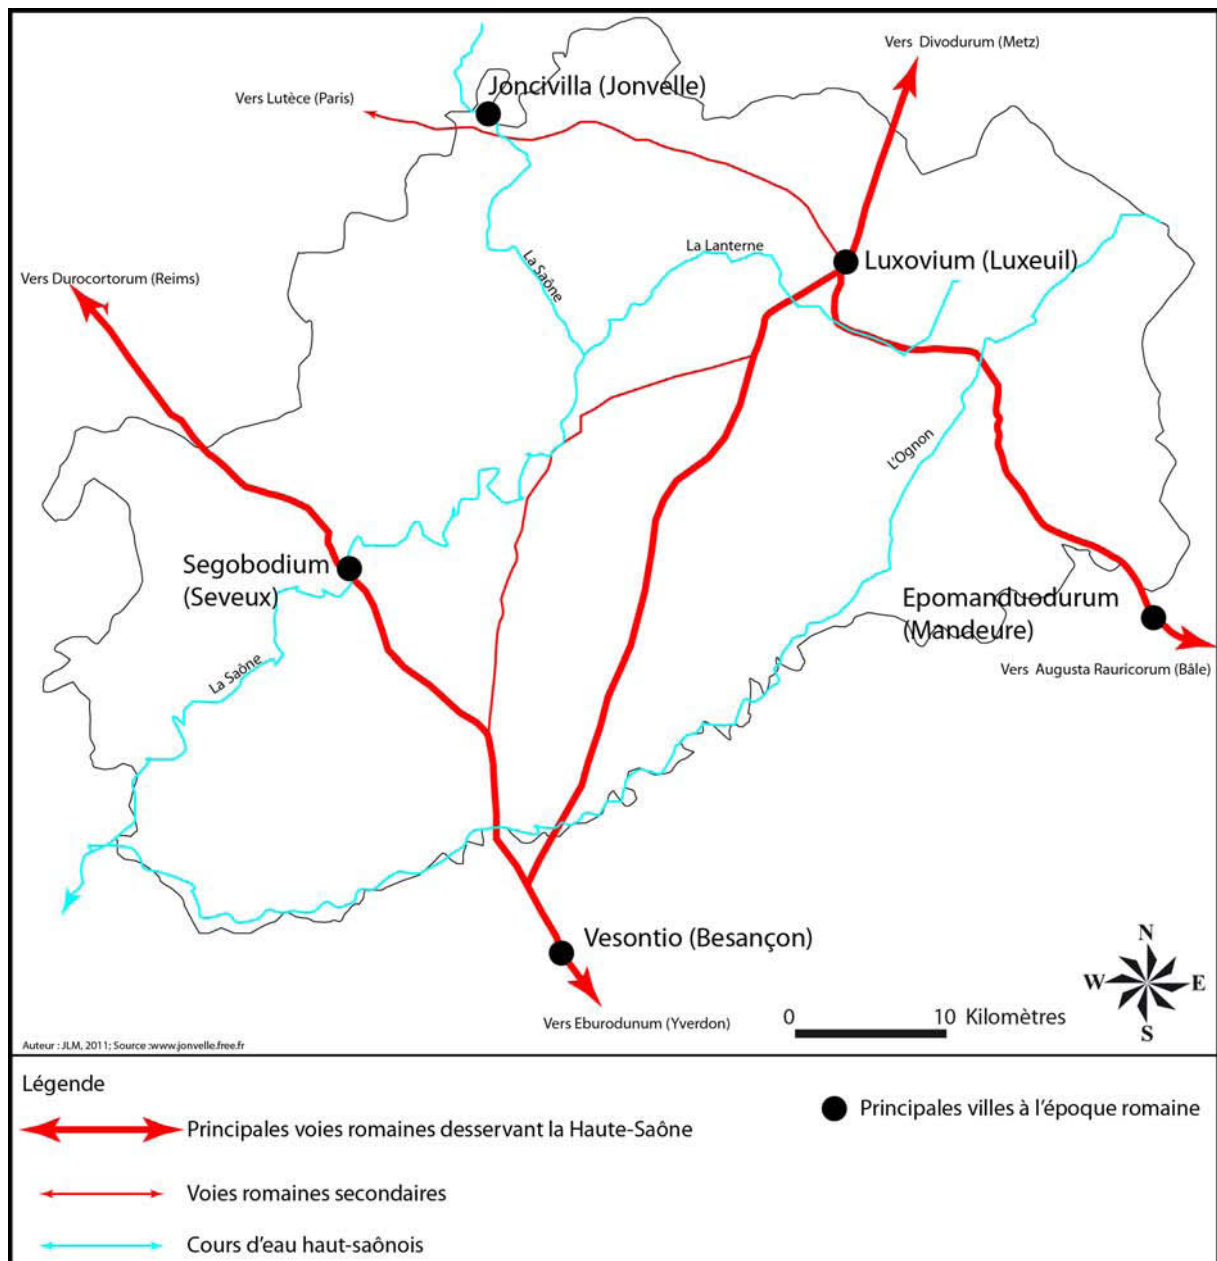 Vers Divodurum (Metz)
Joncivilla (Jonvelle)
Vers Lutèce (Paris)
La Lanterne
Luxovium (Luxeuil)
La Saône
Vers Durocortorum (Reims)
L'Ognon
Segobodium
(Seveux)
Epomanduodurum
(Mandeure)
La Saône
Vers Augusta Rauricorum (Bâle)
Vesontio (Besançon)
N
W
E
S
0
10 Kilomètres
Vers Eburodunum (Yverdon)
Auteur : JLM, 2011; Source :www.jonvelle.free.fr
Légende
Principales voies romaines desservant la Haute-Saône
Principales villes à l'époque romaine
Voies romaines secondaires
Cours d'eau haut-saônois